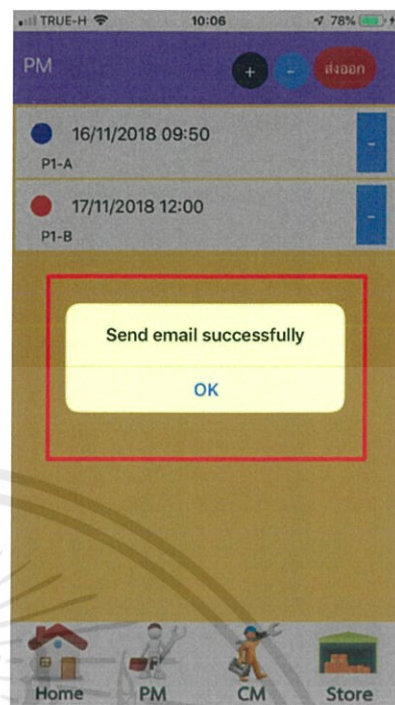 TRUE-H 10:06 78%
PM + - ส่งออก
16/11/2018 09:50 -
P1-A
17/11/2018 12:00 -
P1-B
Send email successfully
OK
Home PM CM Store